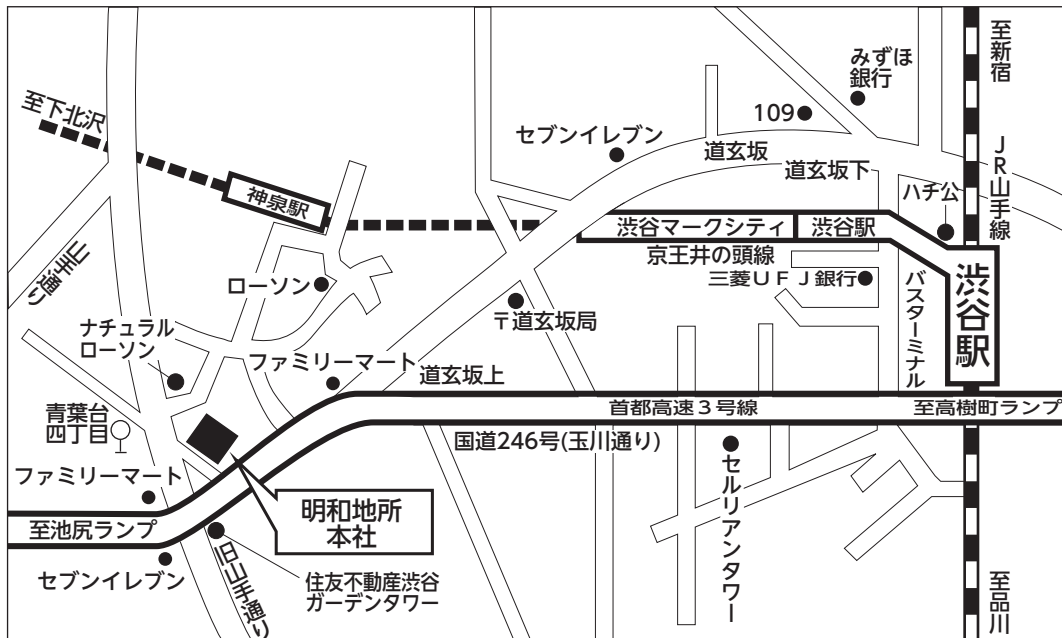 至新宿
みずほ
銀行
109
JR山手線
至下北沢
セブンイレブン
道玄坂
道玄坂下
ハチ公
神泉駅
渋谷マークシティ
渋谷駅
京王井の頭線
三菱UFJ銀行
バスターミナル
渋谷駅
山手通り
ローソン
〒道玄坂局
ナチュラル
ローソン
ファミリーマート
道玄坂上
首都高速3号線
至高樹町ランプ
青葉台
四丁目
国道246号(玉川通り)
セルリアンタワー
ファミリーマート
明和地所
本社
至池尻ランプ
セブンイレブン
旧山手通り
住友不動産渋谷
ガーデンタワー
至品川